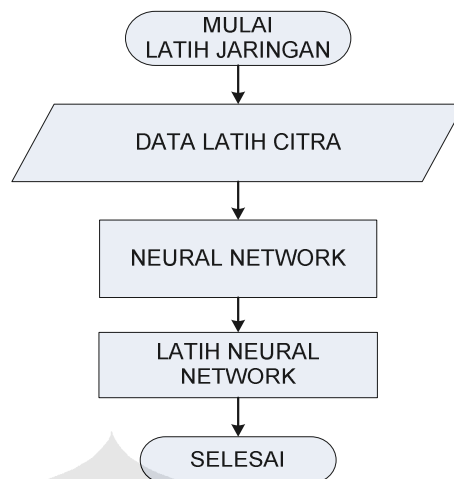 MULAI
LATIH JARINGAN
DATA LATIH CITRA
NEURAL NETWORK
LATIH NEURAL
NETWORK
SELESAI